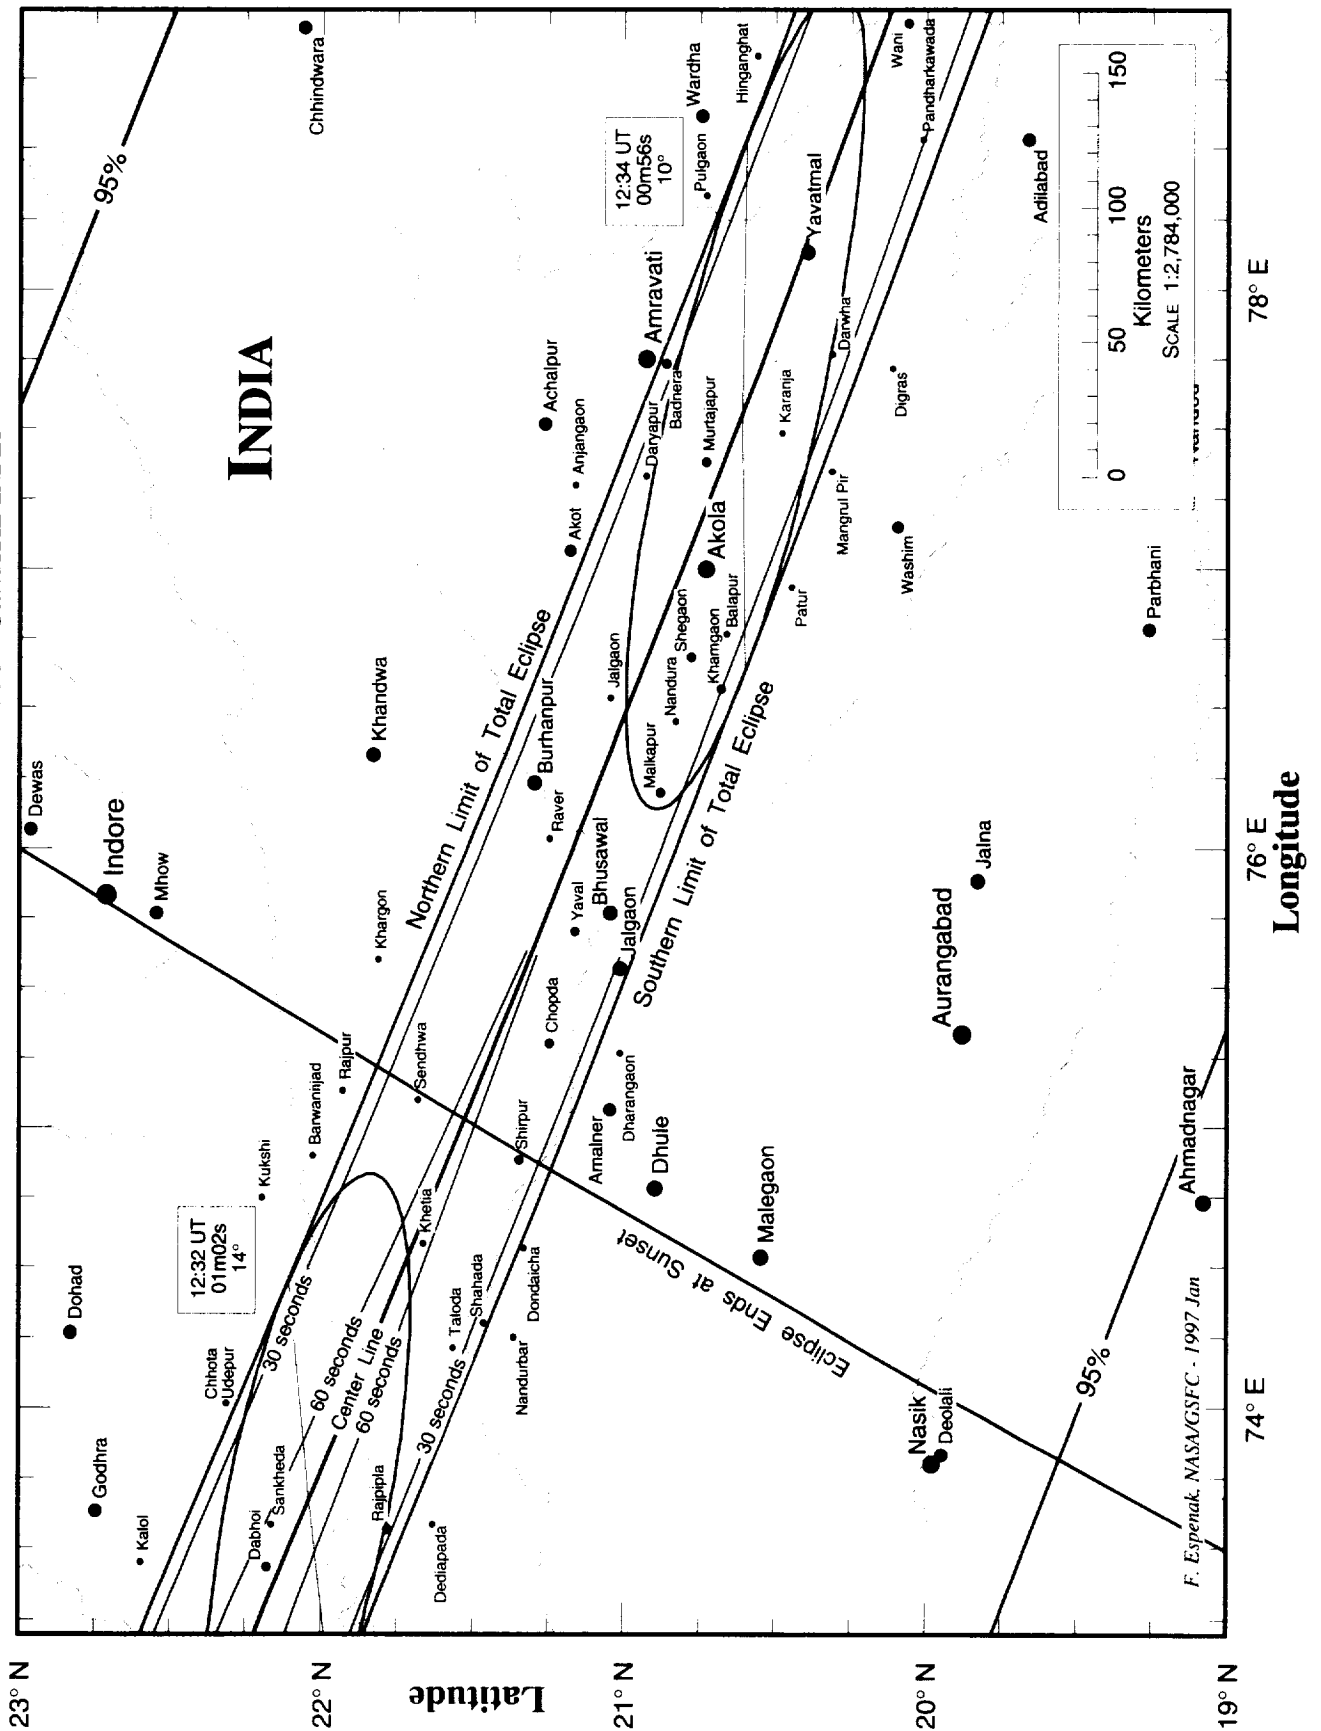 INDIA
95%
Chhindwara
Dewas
Indore
Mhow
Khandwa
Khargon
Dohad
Godhra
Kalol
Chhota
Udepur
Kukshi
Barwanijad
Rajpur
Sendhwa
12:32 UT
01m02s
14°
12:34 UT
00m56s
10°
Northern Limit of Total Eclipse
30 seconds
60 seconds
Center Line
60 seconds
30 seconds
Southern Limit of Total Eclipse
Eclipse Ends at Sunset
Dabhoi
Sankheda
Rajpipla
Dediapada
Khetia
Taloda
Shahada
Nandurbar
Dondaicha
Shirpur
Chopda
Amalner
Dharangaon
Dhule
Malegaon
Yaval
Bhusawal
Jalgaon
Raver
Burhanpur
Malkapur
Nandura
Jalgaon
Shegaon
Khamgaon
Balapur
Akola
Akot
Anjangaon
Achalpur
Daryapur
Badnera
Amravati
Murtajapur
Karanja
Patur
Mangrul Pir
Washim
Digras
Darwha
Yavatmal
Pulgaon
Wardha
Hinganghat
Wani
Pandharkawada
Adilabad
Parbhani
Jalna
Aurangabad
Nasik
Deolali
Ahmadnagar
95%
0 50 100 150
Kilometers
SCALE 1:2,784,000
F. Espenak, NASA/GSFC - 1997 Jan
23° N
22° N
21° N
20° N
19° N
Latitude
74° E
76° E
78° E
Longitude